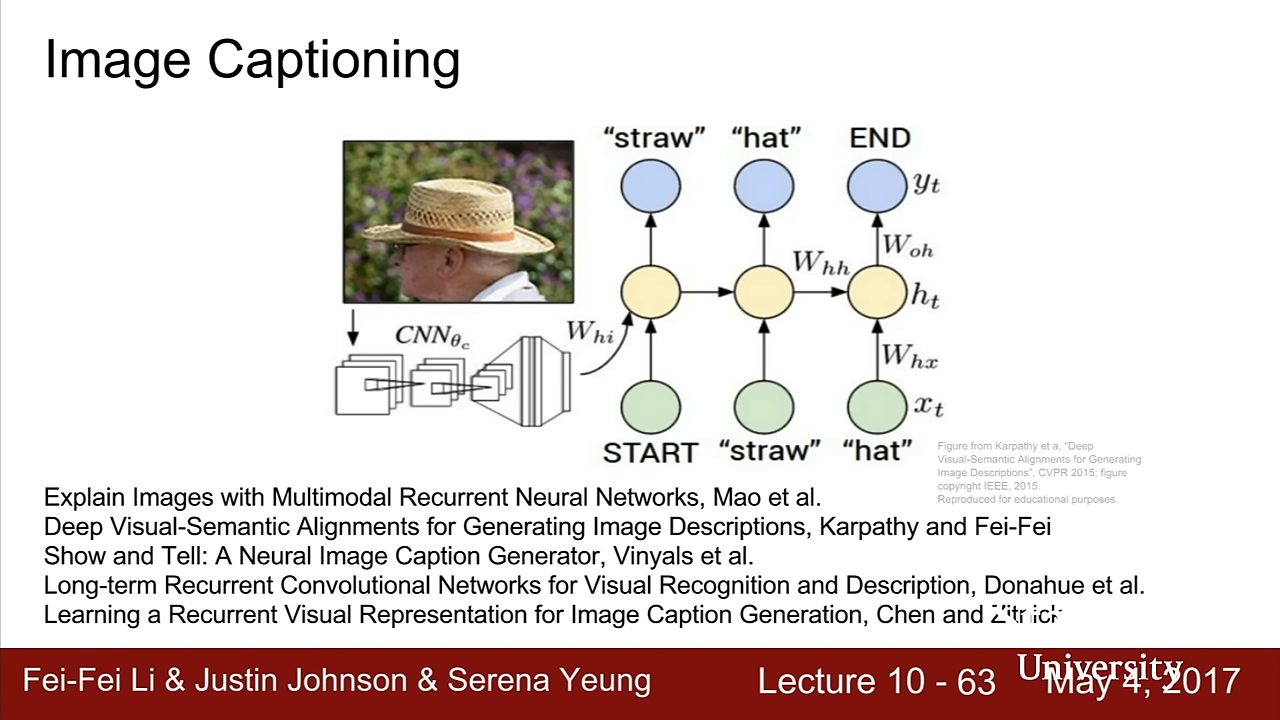 Image Captioning
“straw” “hat” END
yt
Whh
Woh
ht
CNNθc
Whi
Whx
xt
START “straw” “hat”
Figure from Karpathy et a, “Deep
Visual-Semantic Alignments for Generating
Image Descriptions”, CVPR 2015; figure
copyright IEEE, 2015.
Reproduced for educational purposes.
Explain Images with Multimodal Recurrent Neural Networks, Mao et al.
Deep Visual-Semantic Alignments for Generating Image Descriptions, Karpathy and Fei-Fei
Show and Tell: A Neural Image Caption Generator, Vinyals et al.
Long-term Recurrent Convolutional Networks for Visual Recognition and Description, Donahue et al.
Learning a Recurrent Visual Representation for Image Caption Generation, Chen and Zitnick
Fei-Fei Li & Justin Johnson & Serena Yeung
Lecture 10 - 63
University
May 4, 2017